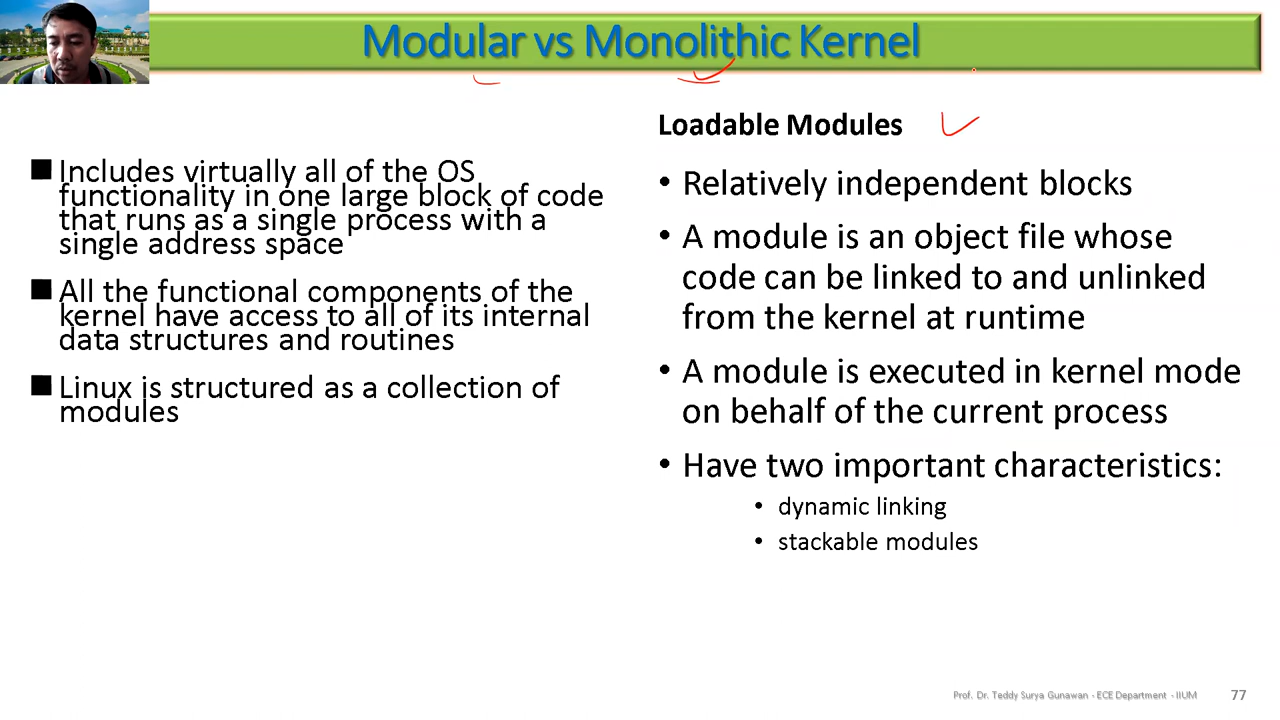 Modular vs Monolithic Kernel
■ Includes virtually all of the OS
functionality in one large block of code
that runs as a single process with a
single address space
■ All the functional components of the
kernel have access to all of its internal
data structures and routines
■ Linux is structured as a collection of
modules
Loadable Modules
• Relatively independent blocks
• A module is an object file whose
code can be linked to and unlinked
from the kernel at runtime
• A module is executed in kernel mode
on behalf of the current process
• Have two important characteristics:
• dynamic linking
• stackable modules
Prof. Dr. Teddy Surya Gunawan - ECE Department - IIUM 77